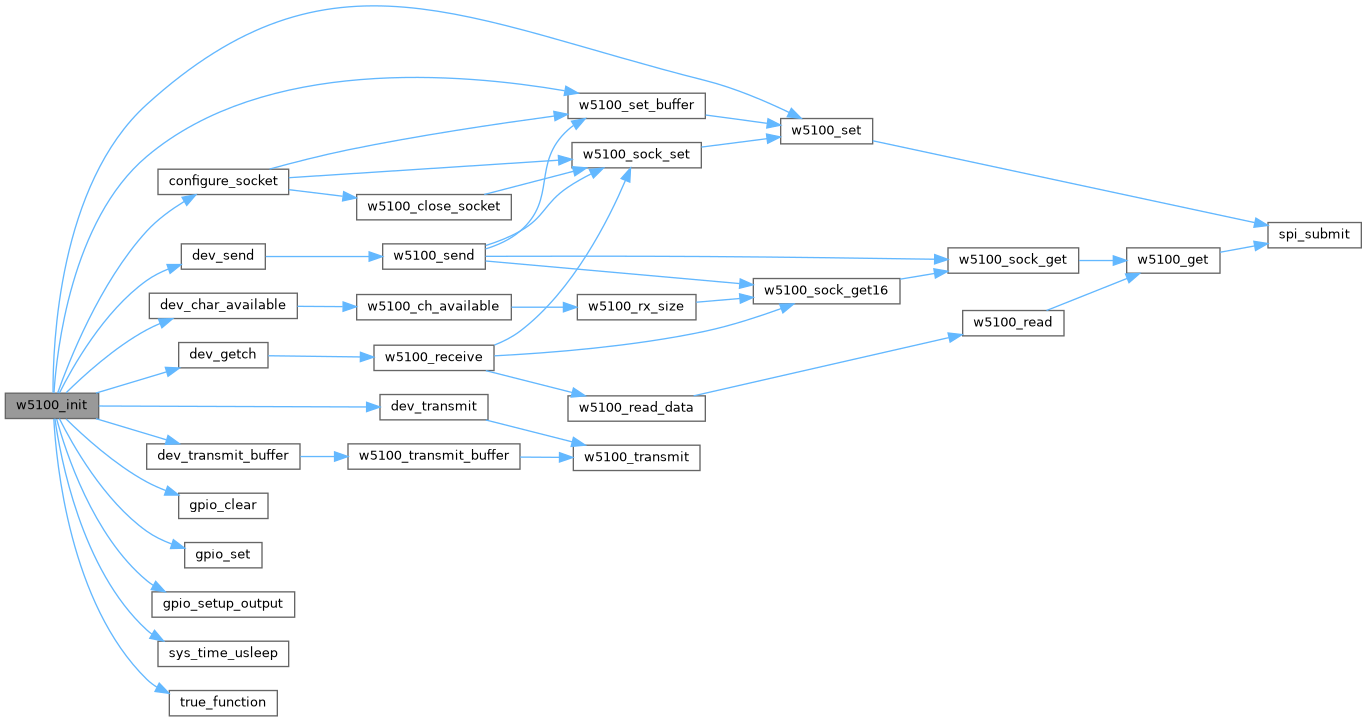 w5100_init
configure_socket
dev_send
dev_char_available
dev_getch
dev_transmit
dev_transmit_buffer
gpio_clear
gpio_set
gpio_setup_output
sys_time_usleep
true_function
w5100_close_socket
w5100_send
w5100_ch_available
w5100_receive
w5100_transmit_buffer
w5100_set_buffer
w5100_sock_set
w5100_rx_size
w5100_read_data
w5100_transmit
w5100_set
w5100_sock_get16
w5100_sock_get
w5100_read
w5100_get
spi_submit